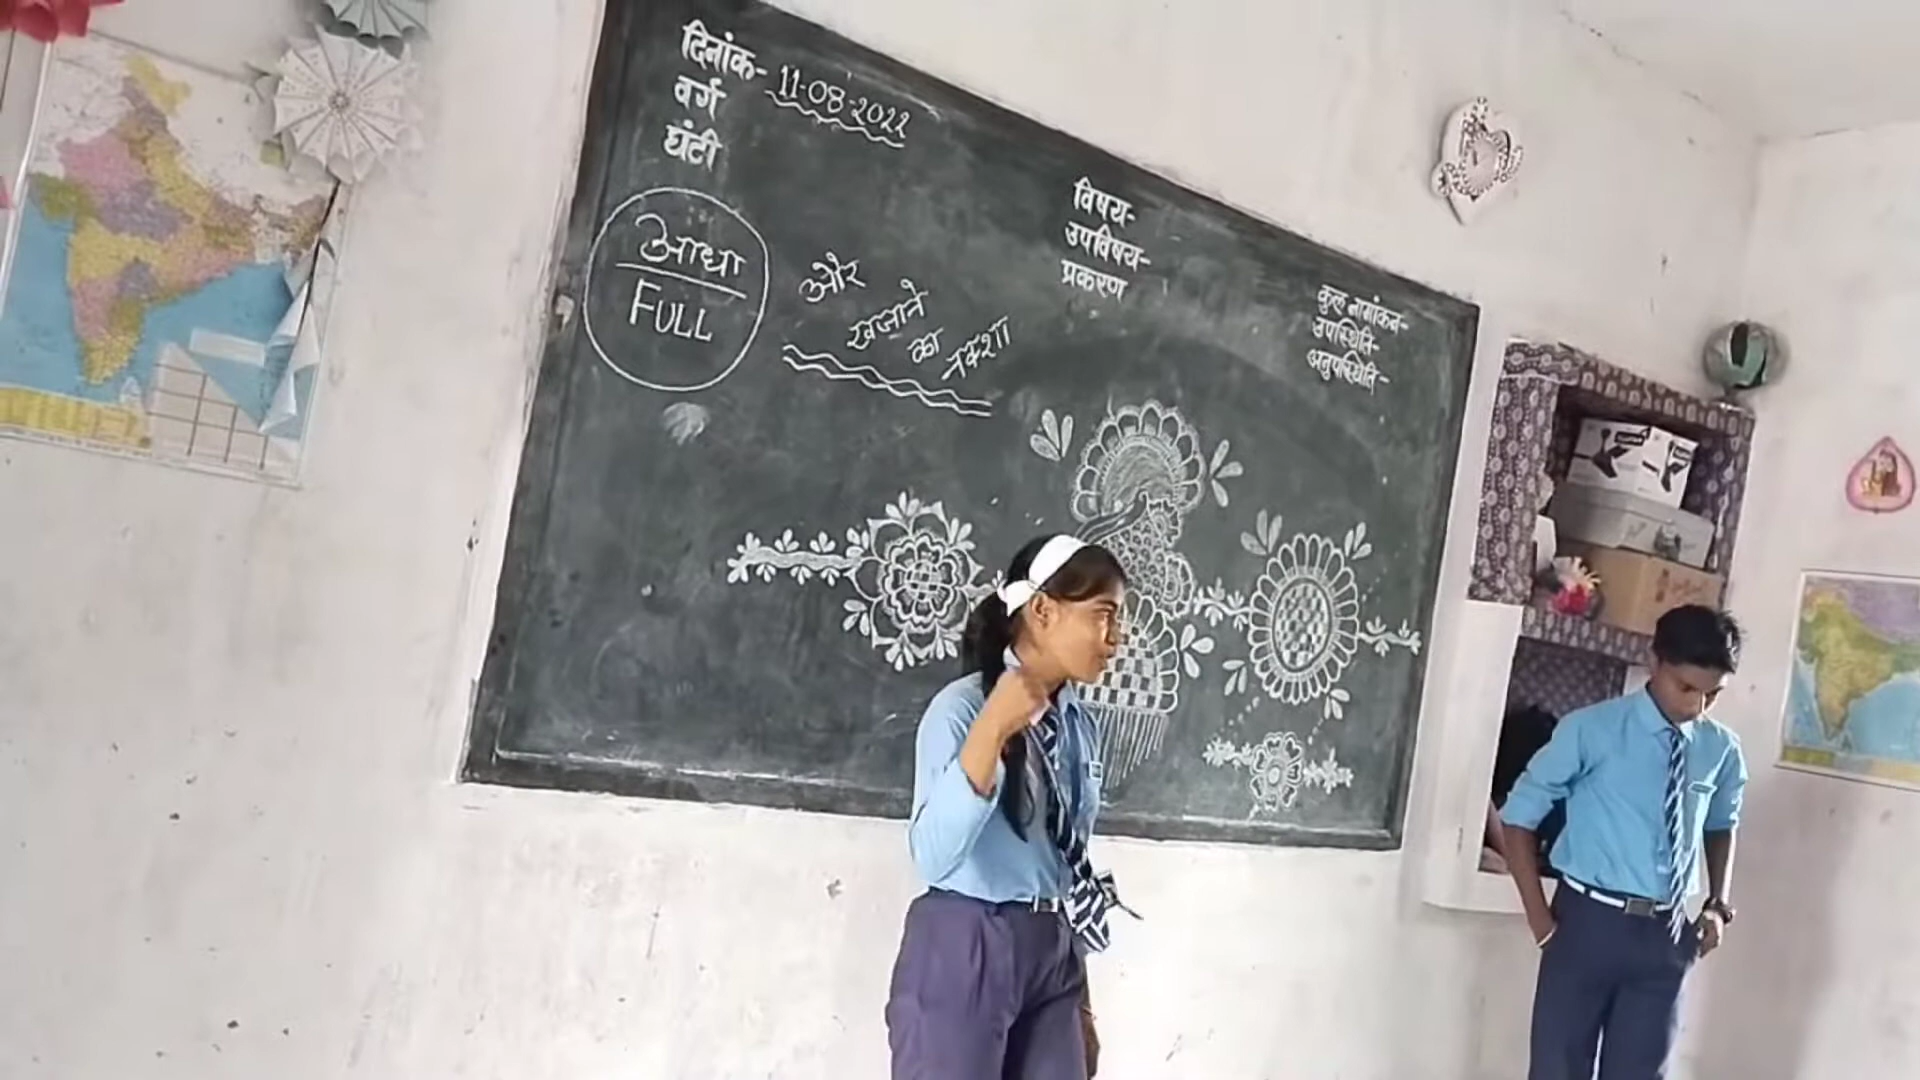 दिनांक- 11-08-2022
वर्ग
घंटी
आधा
FULL
और
खजाने
का
नक्शा
विषय-
उपविषय-
प्रकरण
कुल नामांकन-
उपस्थिति-
अनुपस्थिति-